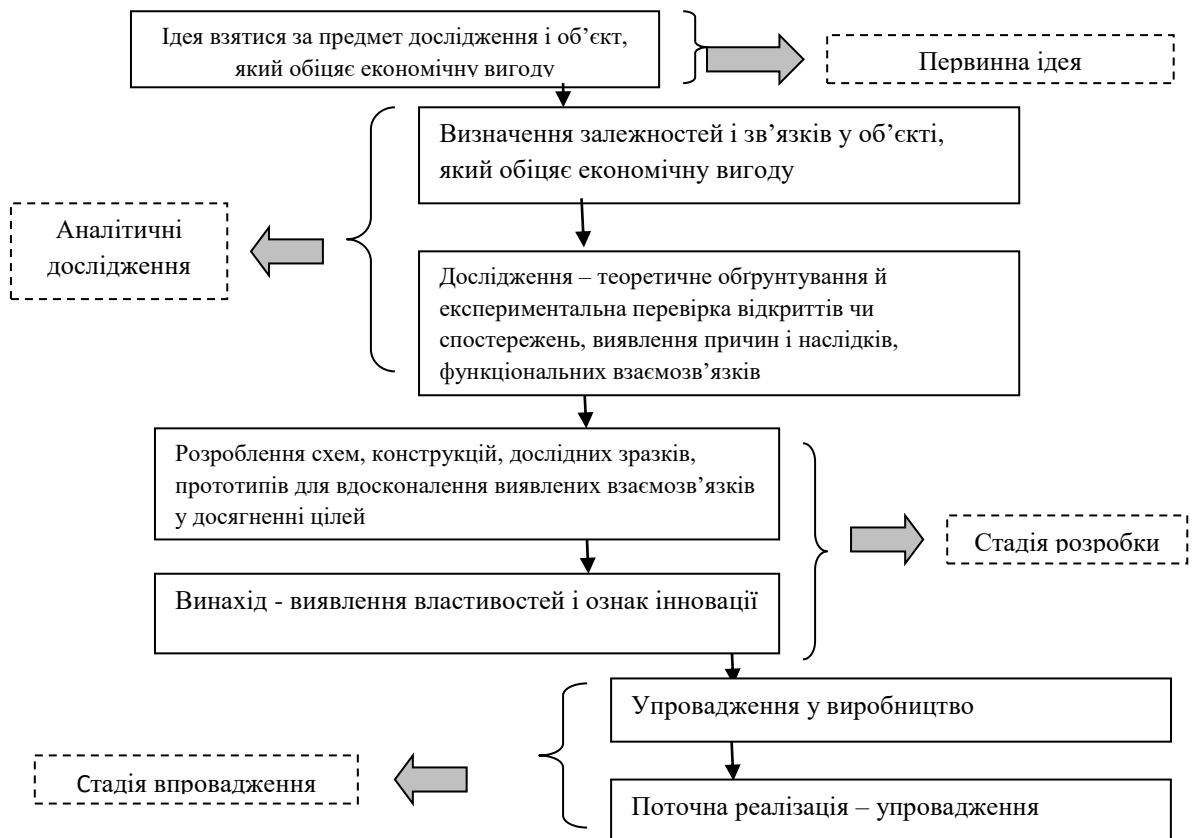 Ідея взятися за предмет дослідження і об’єкт,
який обіцяє економічну вигоду
Первинна ідея
Визначення залежностей і зв’язків у об’єкті,
який обіцяє економічну вигоду
Аналітичні
дослідження
Дослідження – теоретичне обґрунтування й
експериментальна перевірка відкриттів чи
спостережень, виявлення причин і наслідків,
функціональних взаємозв’язків
Розроблення схем, конструкцій, дослідних зразків,
прототипів для вдосконалення виявлених взаємозв’язків
у досягненні цілей
Стадія розробки
Винахід - виявлення властивостей і ознак інновації
Упровадження у виробництво
Стадія впровадження
Поточна реалізація – упровадження